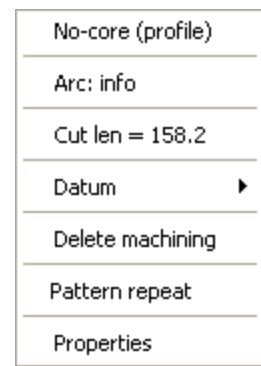 No-core (profile)
Arc: info
Cut len = 158.2
Datum
Delete machining
Pattern repeat
Properties